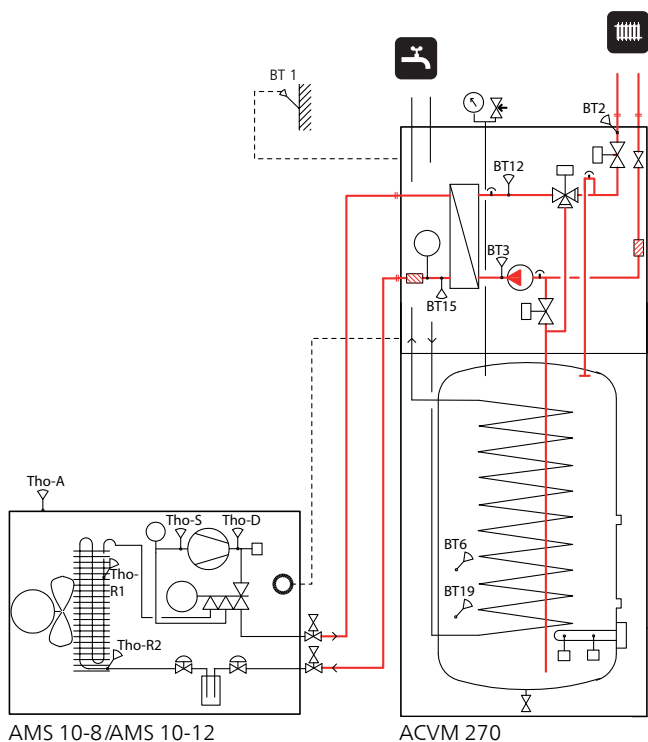 BT 1
BT2
BT12
BT3
BT15
Tho-A
Tho-S
Tho-D
Tho-
R1
BT6
BT19
Tho-R2
AMS 10-8/AMS 10-12
ACVM 270